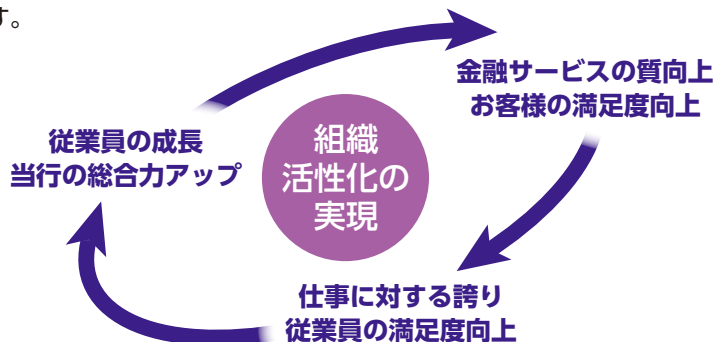 す。
金融サービスの質向上
お客様の満足度向上
従業員の成長
当行の総合力アップ
組織
活性化の
実現
仕事に対する誇り
従業員の満足度向上